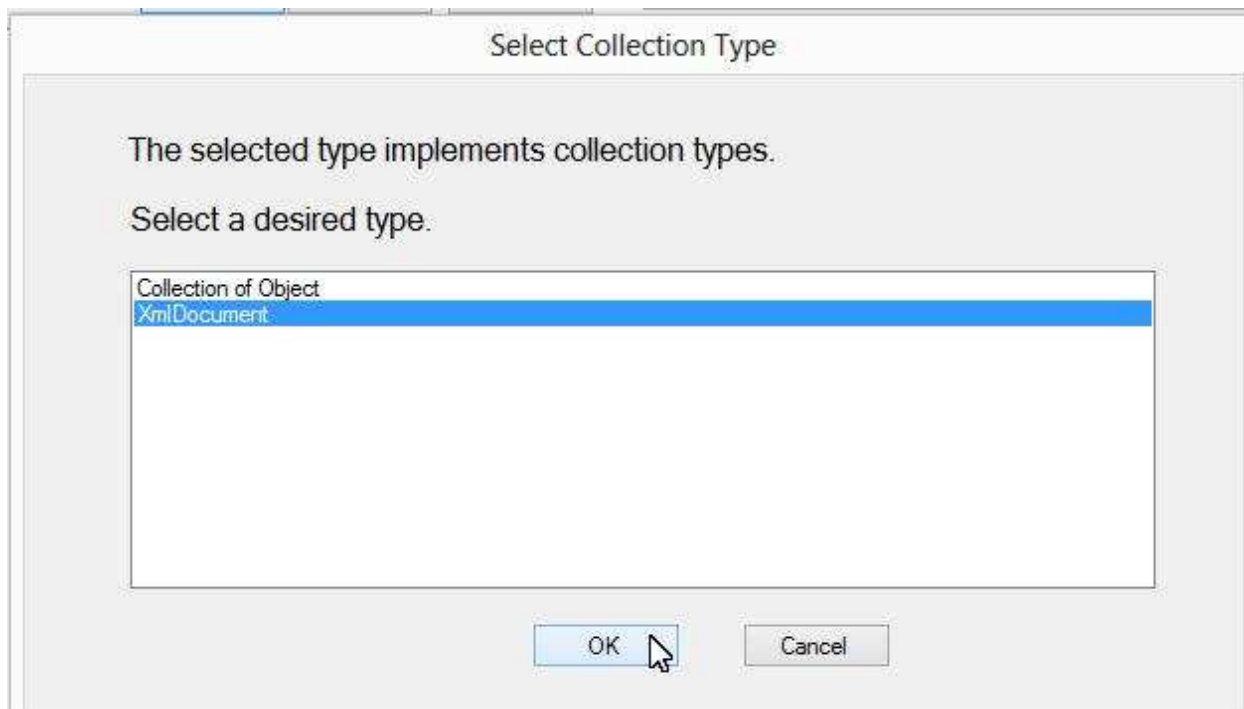 Select Collection Type
The selected type implements collection types.
Select a desired type.
Collection of Object
XmlDocument
OK
Cancel